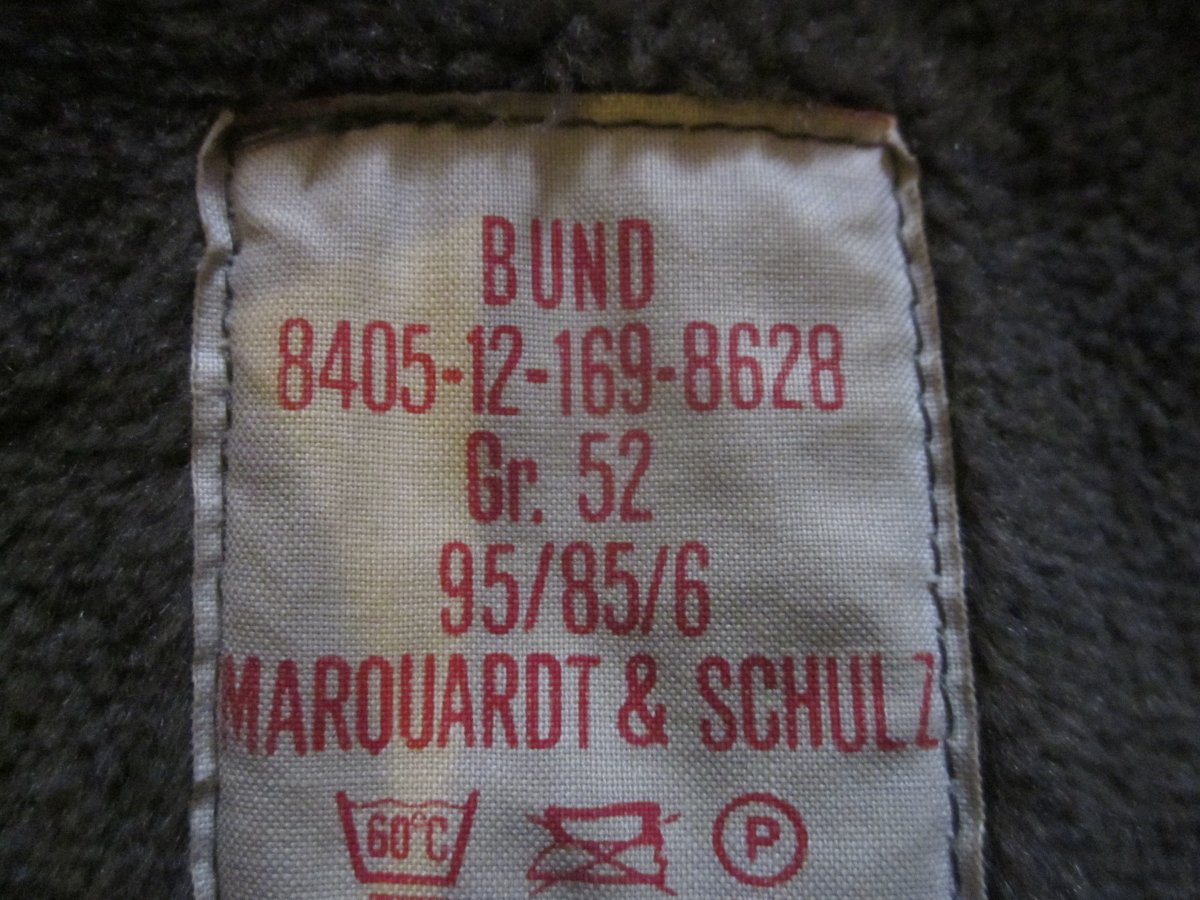 BUND
8405-12-169-8628
Gr. 52
95/85/6
MARQUARDT & SCHULZ
60°C P